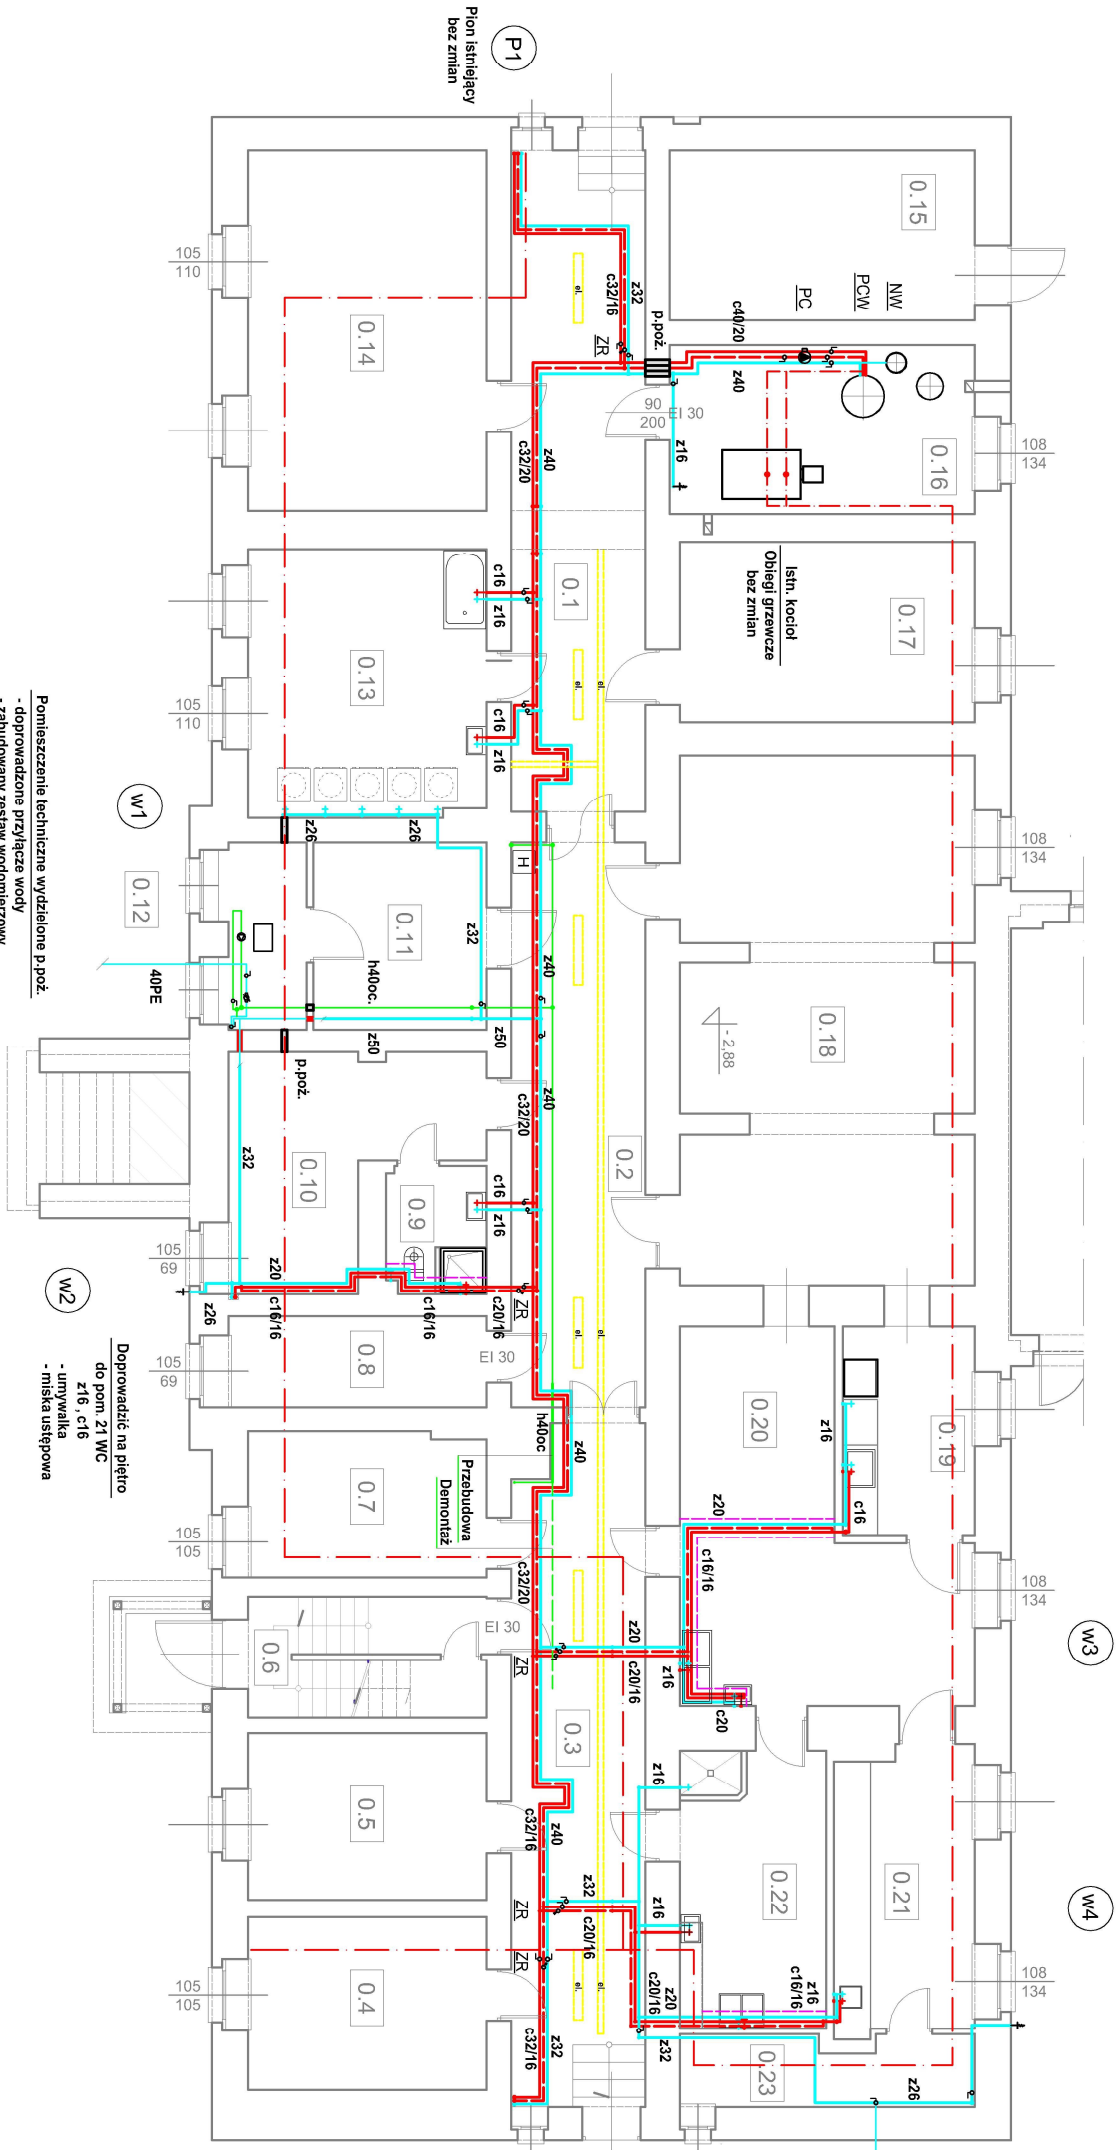 P1
Pion istniejący
bez zmian
0.15
NW
PCW
PC
c40/20
z40
0.16
108
134
p.poż.
z32
c32/16
ZR
el.
90
200
EI 30
z16
105
110
0.14
z40
c32/20
Istn. kocioł
Obiegi grzewcze
bez zmian
0.17
0.1
c16
z16
el.
el.
0.13
c16
z16
105
110
w1
Pomieszczenie techniczne wydzielone p.poż.
- doprowadzone przyłącze wody
- zabudowany zestaw wodomierzowy
z26
z26
H
0.12
0.11
z32
z40
40PE
h40oc.
z50
z50
p.poż.
108
134
0.18
- 2,88
z40
c32/20
0.2
z32
0.10
0.9
c16
z16
105
69
w2
z20
z26
c16/16
c16/16
c20/16
ZR
el.
el.
EI 30
0.8
105
69
Doprowadzić na piętro
do pom. 21 WC
z16 , c16
- umywalka
- miska ustępowa
h40oc
z40
Przebudowa
Demontaż
0.7
105
105
0.20
0.19
z16
c16
z20
c16/16
108
134
w3
c32/20
EI 30
ZR
z20
c20/16
z16
c20
0.6
0.3
0.5
z16
c32/16
z40
z32
ZR
c20/16
ZR
z16
0.22
0.21
w4
108
134
z16
c16/16
z20
c20/16
el.
el.
0.4
105
105
z32
c32/16
z32
0.23
z26